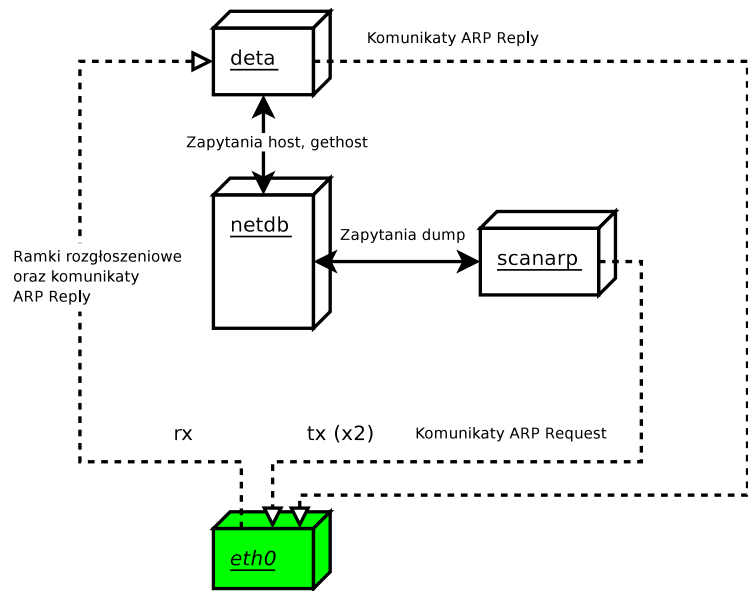 Komunikaty ARP Reply
deta
Zapytania host, gethost
netdb
Zapytania dump
scanarp
Ramki rozgłoszeniowe
oraz komunikaty
ARP Reply
rx
tx (x2)
Komunikaty ARP Request
eth0